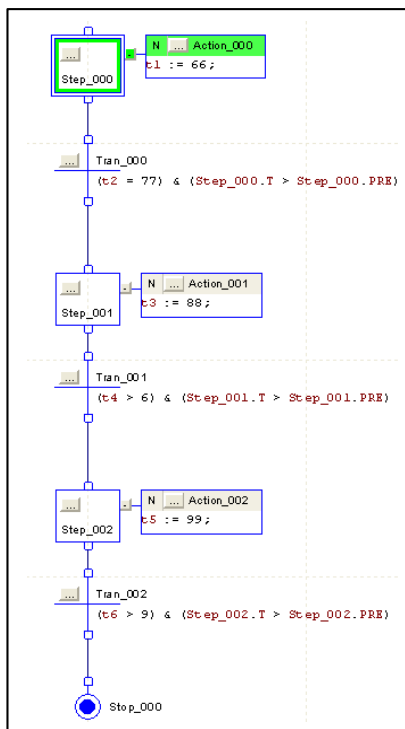 N ... Action_000
...
t1 := 66;
Step_000
... Tran_000
(t2 = 77) & (Step_000.T > Step_000.PRE)
... N ... Action_001
t3 := 88;
Step_001
... Tran_001
(t4 > 6) & (Step_001.T > Step_001.PRE)
... N ... Action_002
t5 := 99;
Step_002
... Tran_002
(t6 > 9) & (Step_002.T > Step_002.PRE)
Stop_000